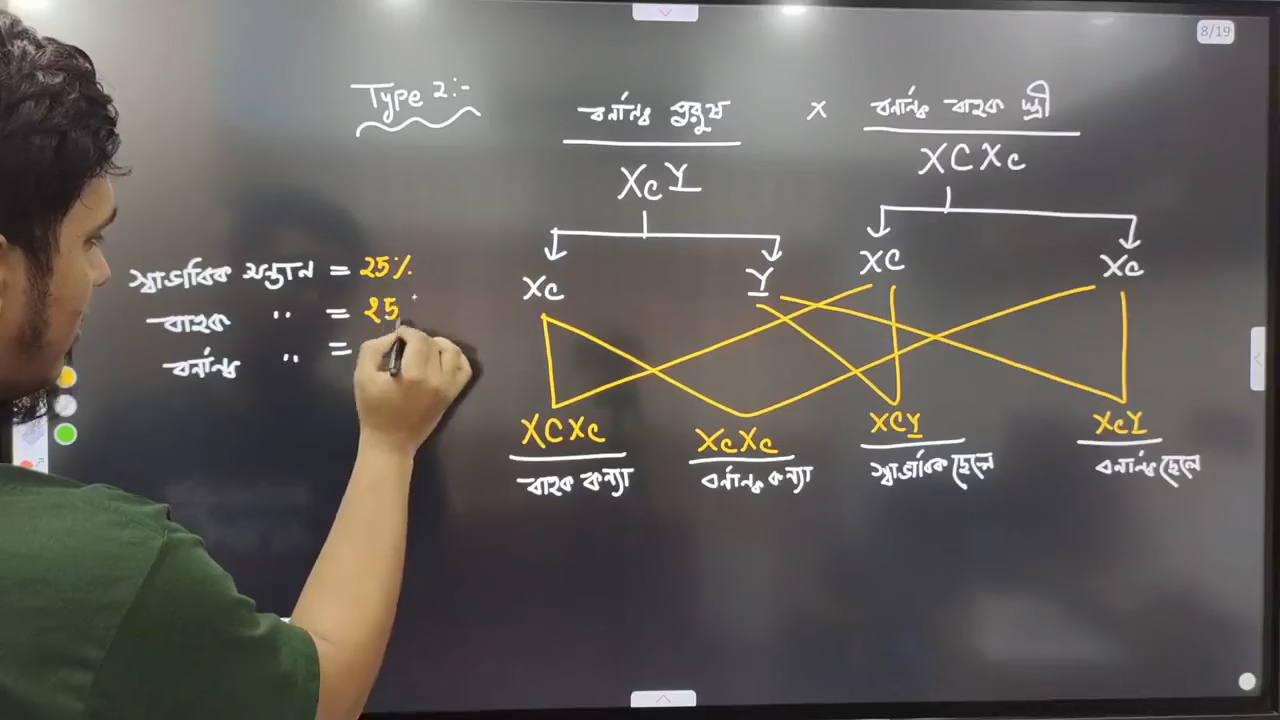 8/19
Type 2:-
বর্নান্ধ পুরুষ x বর্নান্ধ বাহক স্ত্রী
XcY
XCXc
Xc Y XC Xc
স্বাভাবিক সন্তান = 25%
বাহক " = 25
বর্নান্ধ " =
XCXc XcXc XCY XcY
বাহক কন্যা বর্নান্ধ কন্যা স্বাভাবিক ছেলে বর্নান্ধ ছেলে